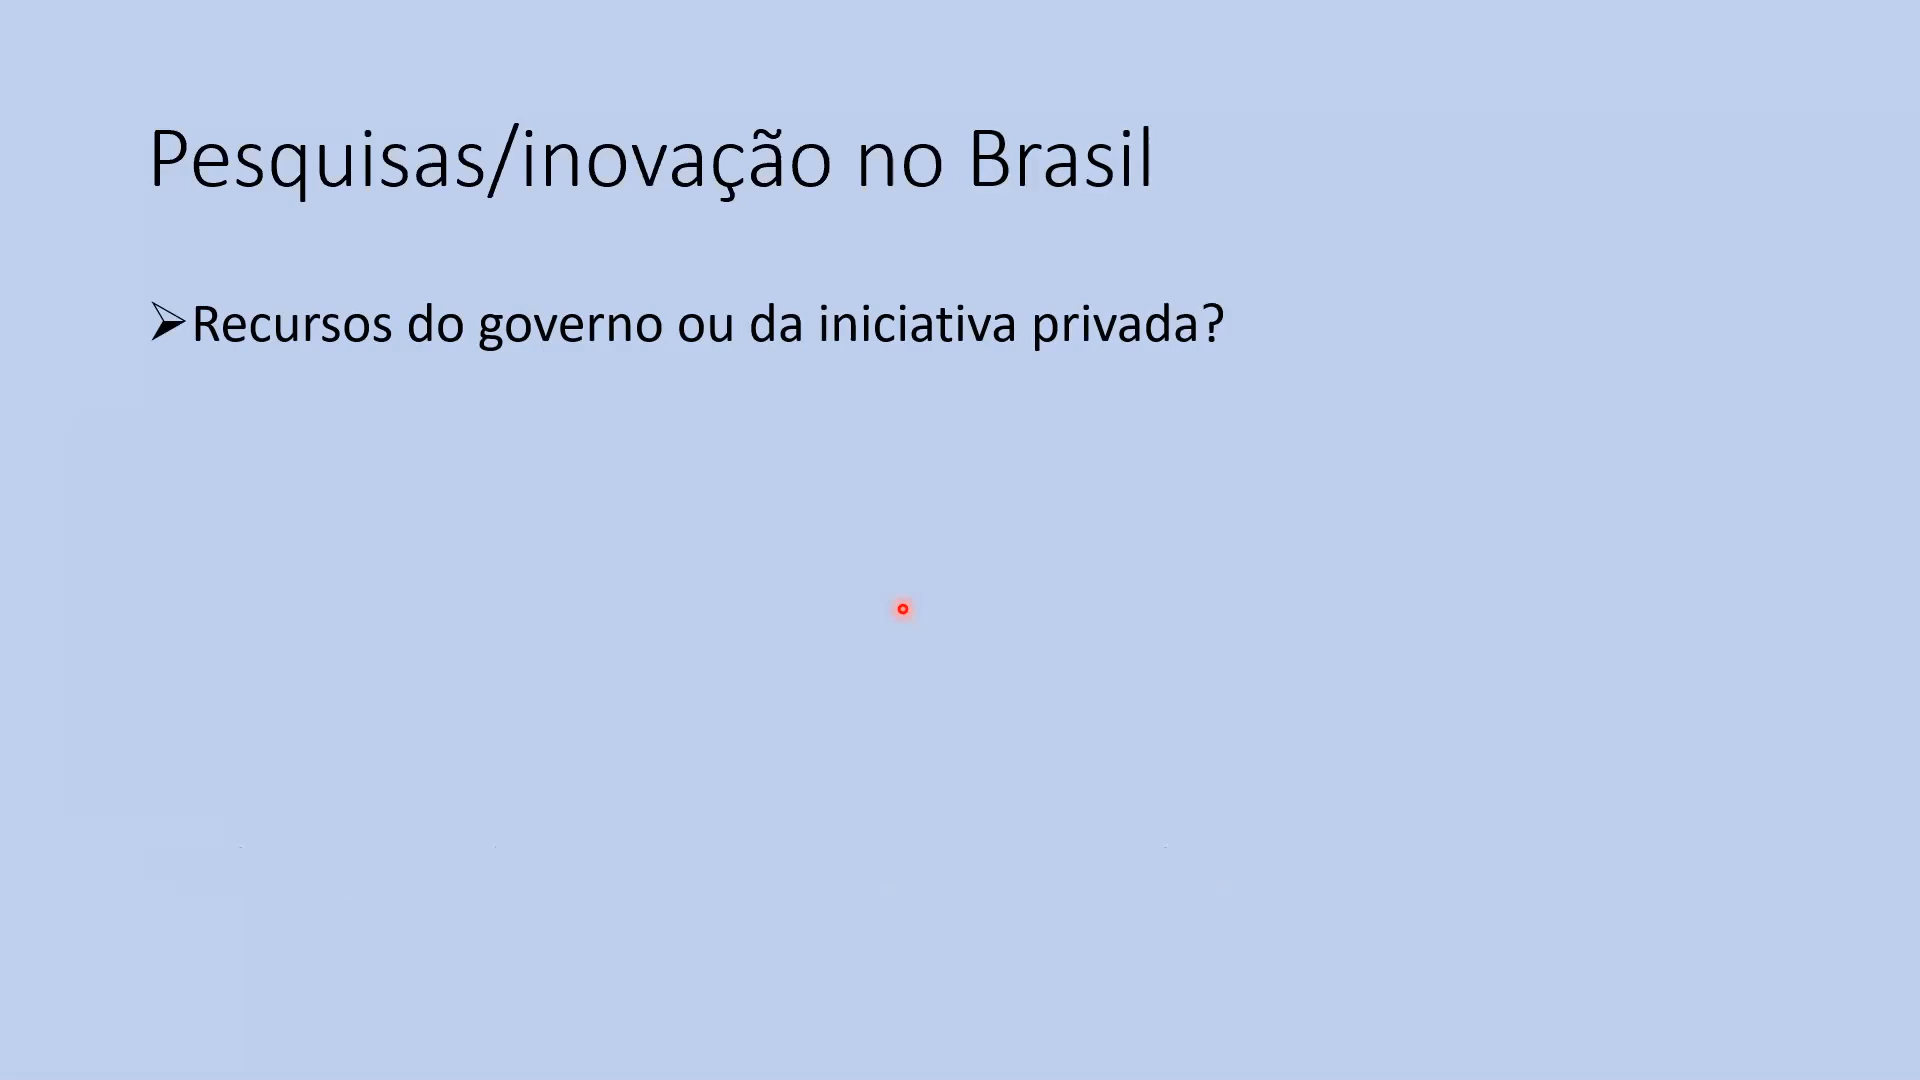 Pesquisas/inovação no Brasil
➢Recursos do governo ou da iniciativa privada?